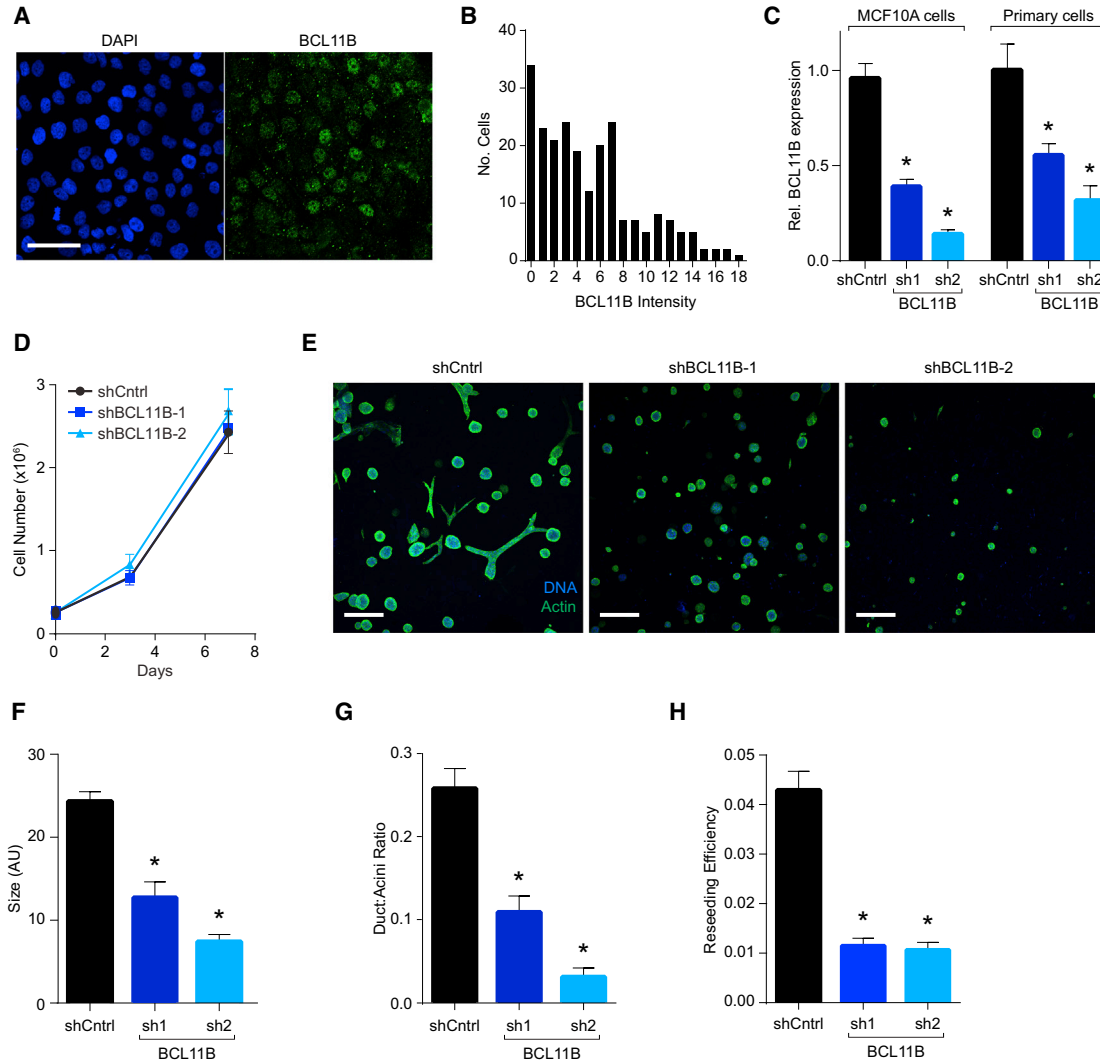 A
DAPI
BCL11B
B
40
30
20
10
0
No. Cells
0 2 4 6 8 10 12 14 16 18
BCL11B Intensity
C
MCF10A cells
Primary cells
1.0
0.5
0.0
Rel. BCL11B expression
* * * *
shCntrl sh1 sh2 shCntrl sh1 sh2
BCL11B BCL11B
D
3
2
1
0
Cell Number (x10⁶)
shCntrl
shBCL11B-1
shBCL11B-2
0 2 4 6 8
Days
E
shCntrl
shBCL11B-1
shBCL11B-2
DNA
Actin
F
30
20
10
0
Size (AU)
* *
shCntrl sh1 sh2
BCL11B
G
0.3
0.2
0.1
0.0
Duct:Acini Ratio
* *
shCntrl sh1 sh2
BCL11B
H
0.05
0.04
0.03
0.02
0.01
0.00
Reseeding Efficiency
* *
shCntrl sh1 sh2
BCL11B